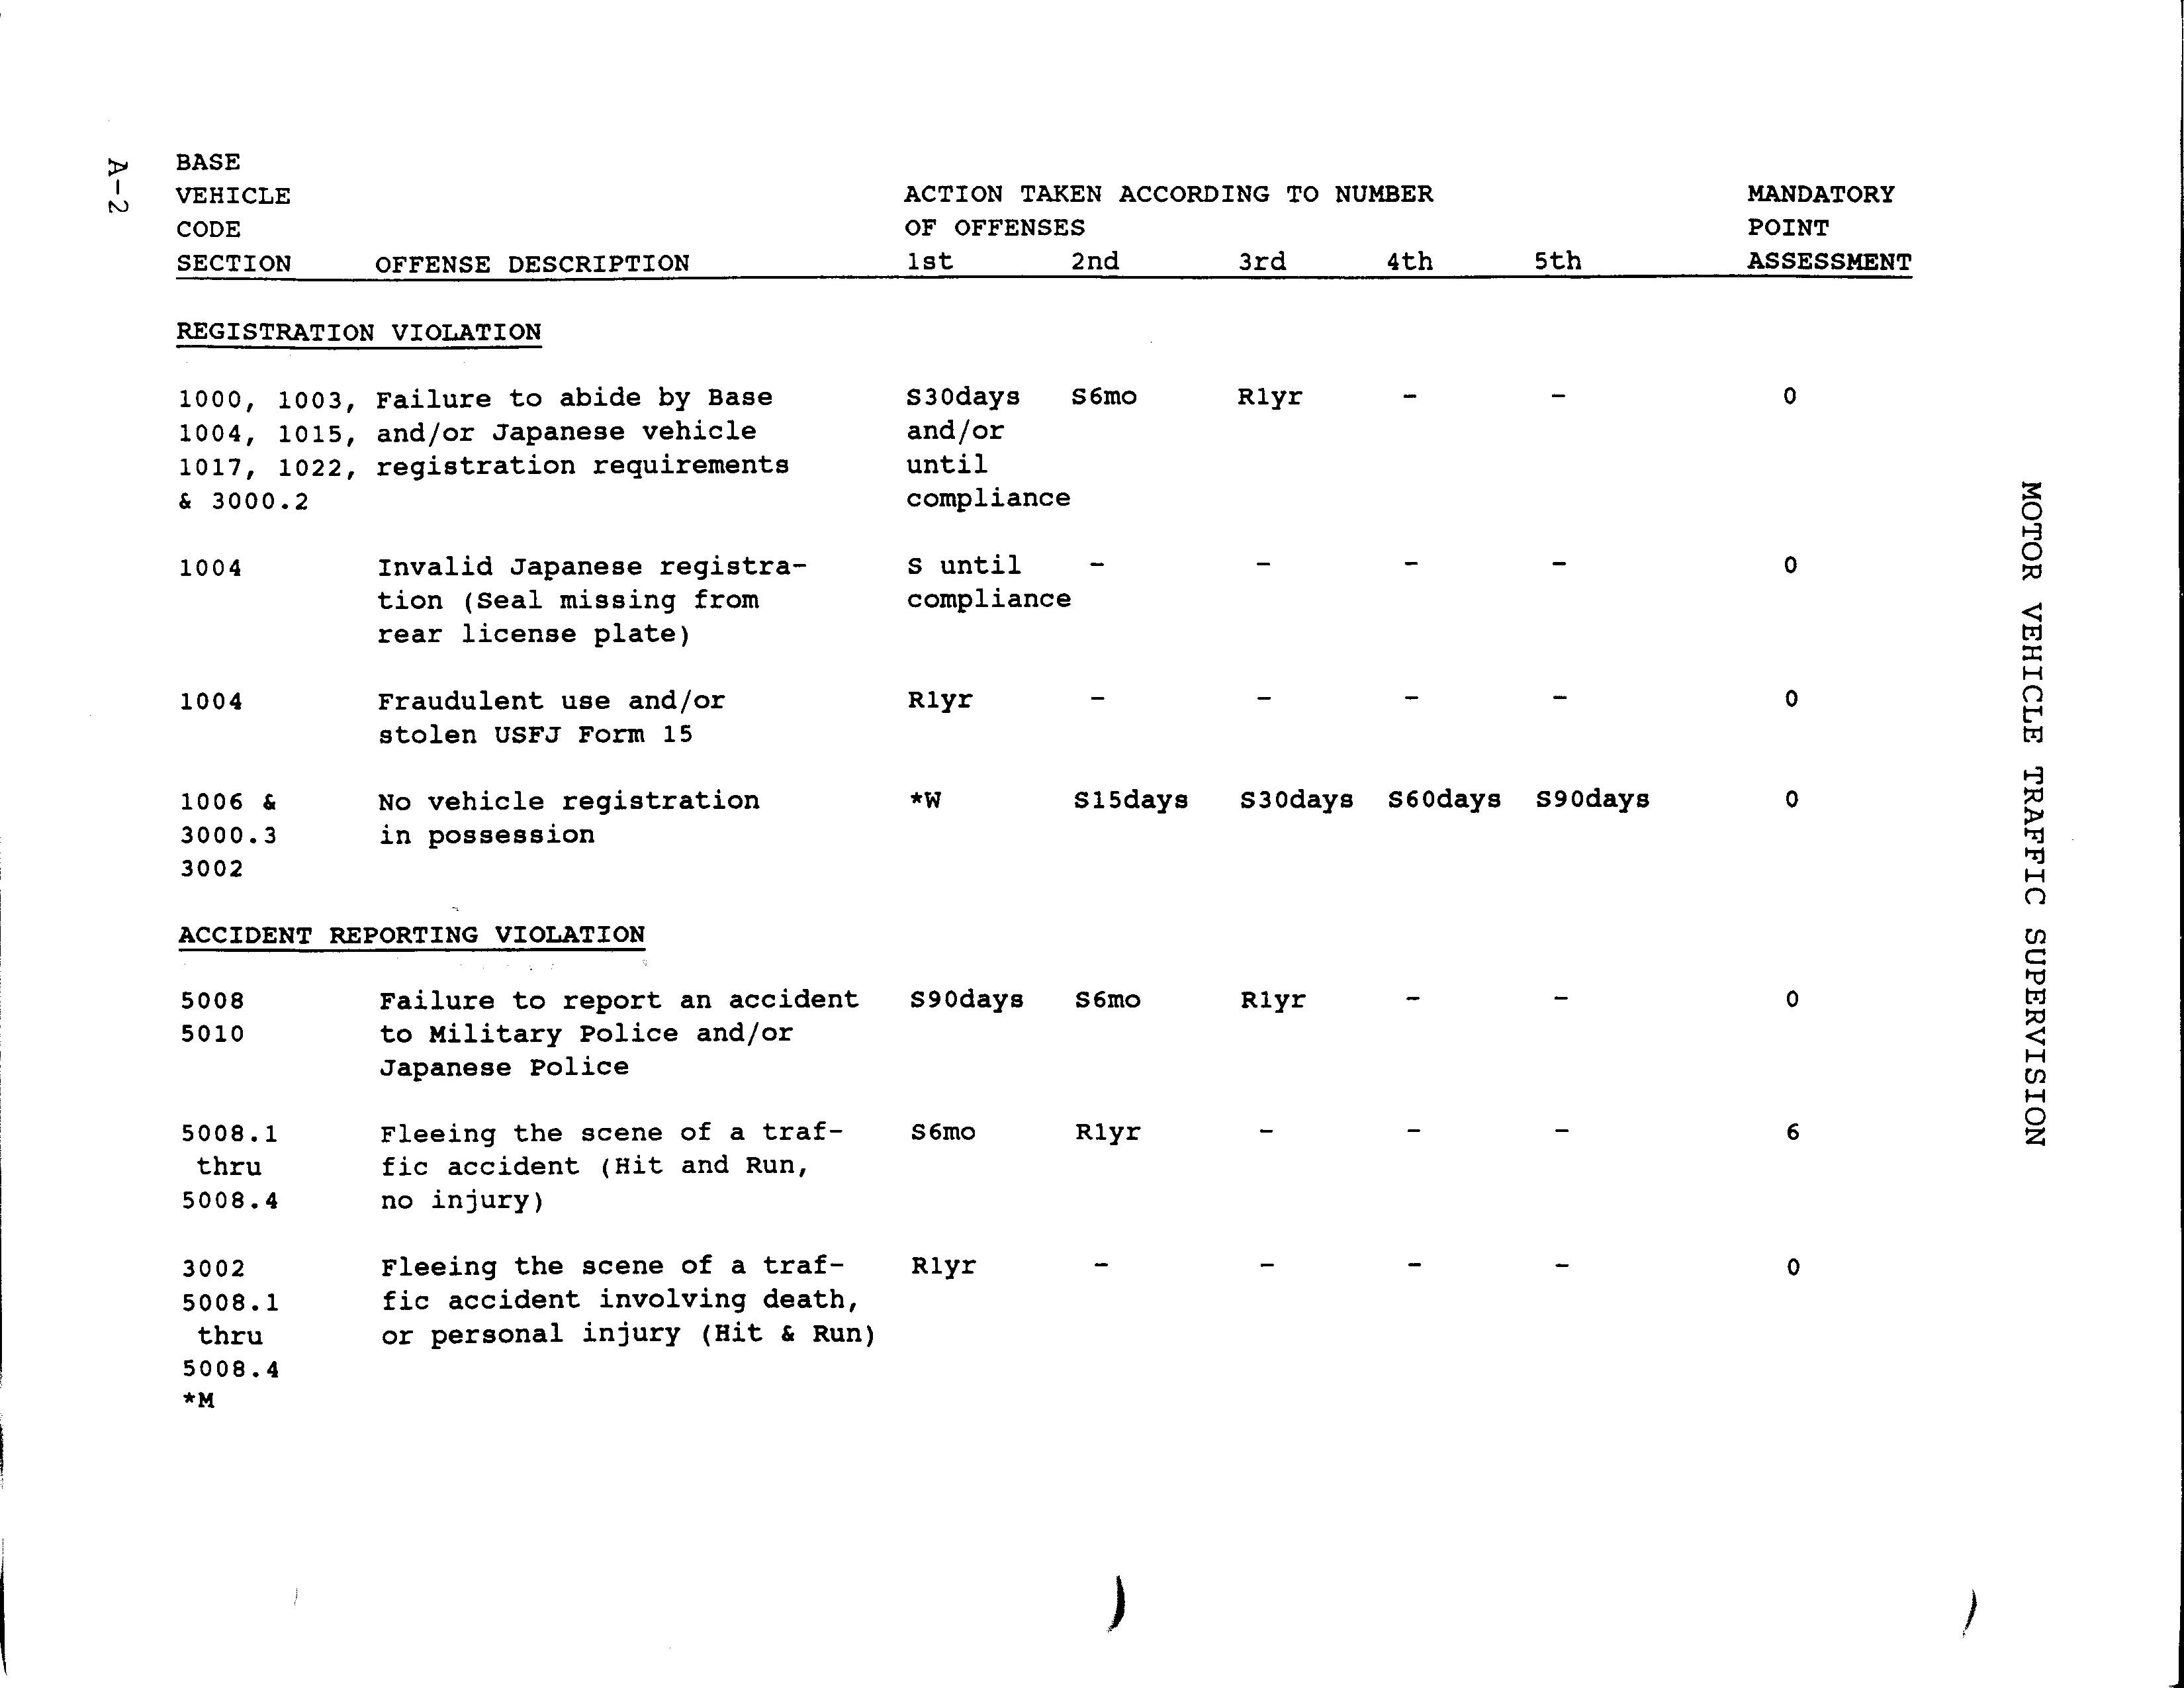 A-2
BASE
VEHICLE ACTION TAKEN ACCORDING TO NUMBER MANDATORY
CODE OF OFFENSES POINT
SECTION OFFENSE DESCRIPTION 1st 2nd 3rd 4th 5th ASSESSMENT
REGISTRATION VIOLATION
1000, 1003, Failure to abide by Base S30days S6mo R1yr - - 0
1004, 1015, and/or Japanese vehicle and/or
1017, 1022, registration requirements until
& 3000.2 compliance
1004 Invalid Japanese registra- S until - - - - 0
tion (Seal missing from compliance
rear license plate)
1004 Fraudulent use and/or R1yr - - - - 0
stolen USFJ Form 15
1006 & No vehicle registration *W S15days S30days S60days S90days 0
3000.3 in possession
3002
ACCIDENT REPORTING VIOLATION
5008 Failure to report an accident S90days S6mo R1yr - - 0
5010 to Military Police and/or
Japanese Police
5008.1 Fleeing the scene of a traf- S6mo R1yr - - - 6
thru fic accident (Hit and Run,
5008.4 no injury)
3002 Fleeing the scene of a traf- R1yr - - - - 0
5008.1 fic accident involving death,
thru or personal injury (Hit & Run)
5008.4
*M
MOTOR VEHICLE TRAFFIC SUPERVISION